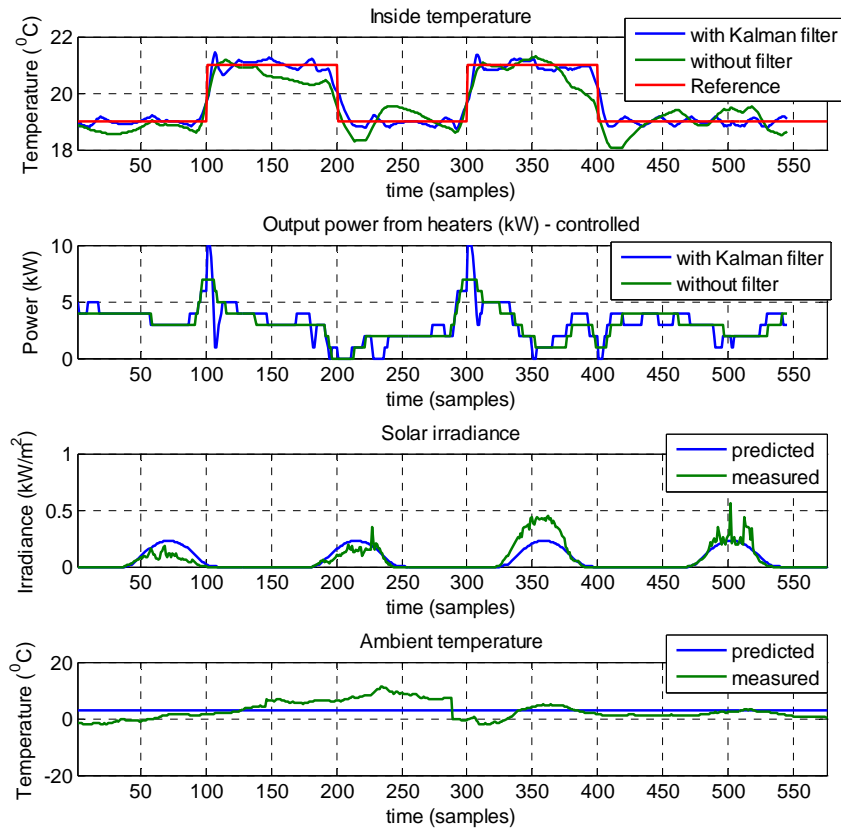 Inside temperature
Temperature (⁰C)
22
20
18
with Kalman filter
without filter
Reference
50 100 150 200 250 300 350 400 450 500 550
time (samples)
Output power from heaters (kW) - controlled
Power (kW)
10
5
0
with Kalman filter
without filter
50 100 150 200 250 300 350 400 450 500 550
time (samples)
Solar irradiance
Irradiance (kW/m²)
1
0.5
0
predicted
measured
50 100 150 200 250 300 350 400 450 500 550
time (samples)
Ambient temperature
Temperature (⁰C)
20
0
-20
predicted
measured
50 100 150 200 250 300 350 400 450 500 550
time (samples)